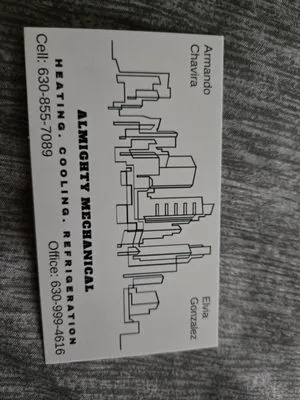 Armando
Chavira
Elvia
Gonzalez
ALMIGHTY MECHANICAL
HEATING. COOLING. REFRIGERATION
Cell: 630-855-7089
Office: 630-999-4616